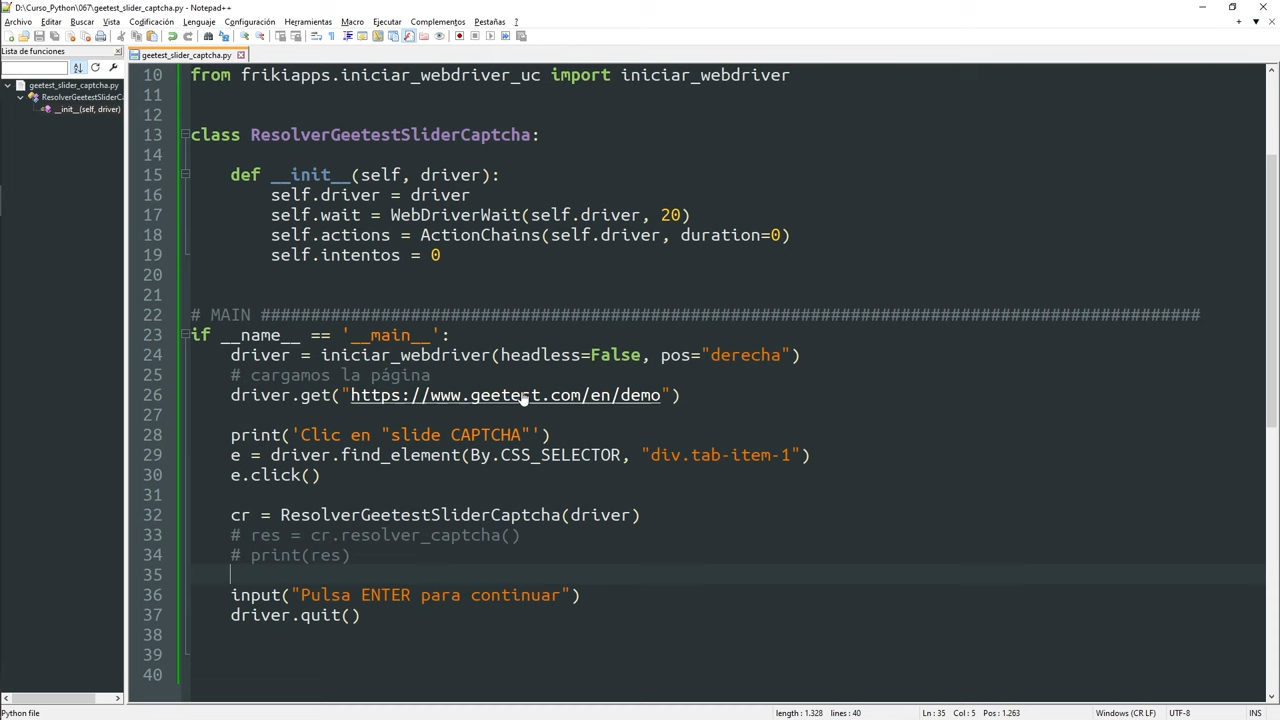 D:\Curso_Python\067\geetest_slider_captcha.py - Notepad++
Archivo Editar Buscar Vista Codificación Lenguaje Configuración Herramientas Macro Ejecutar Complementos Pestañas ?
Lista de funciones
geetest_slider_captcha.py
geetest_slider_captcha.py
ResolverGeetestSliderCa
__init__(self, driver)
10 from frikiapps.iniciar_webdriver_uc import iniciar_webdriver
11
12
13 class ResolverGeetestSliderCaptcha:
14
15     def __init__(self, driver):
16         self.driver = driver
17         self.wait = WebDriverWait(self.driver, 20)
18         self.actions = ActionChains(self.driver, duration=0)
19         self.intentos = 0
20
21
22 # MAIN ##############################################################################################
23 if __name__ == '__main__':
24     driver = iniciar_webdriver(headless=False, pos="derecha")
25     # cargamos la página
26     driver.get("https://www.geetest.com/en/demo")
27
28     print('Clic en "slide CAPTCHA"')
29     e = driver.find_element(By.CSS_SELECTOR, "div.tab-item-1")
30     e.click()
31
32     cr = ResolverGeetestSliderCaptcha(driver)
33     # res = cr.resolver_captcha()
34     # print(res)
35
36     input("Pulsa ENTER para continuar")
37     driver.quit()
38
39
40
Python file length : 1.328 lines : 40 Ln : 35 Col : 5 Pos : 1.263 Windows (CR LF) UTF-8 INS